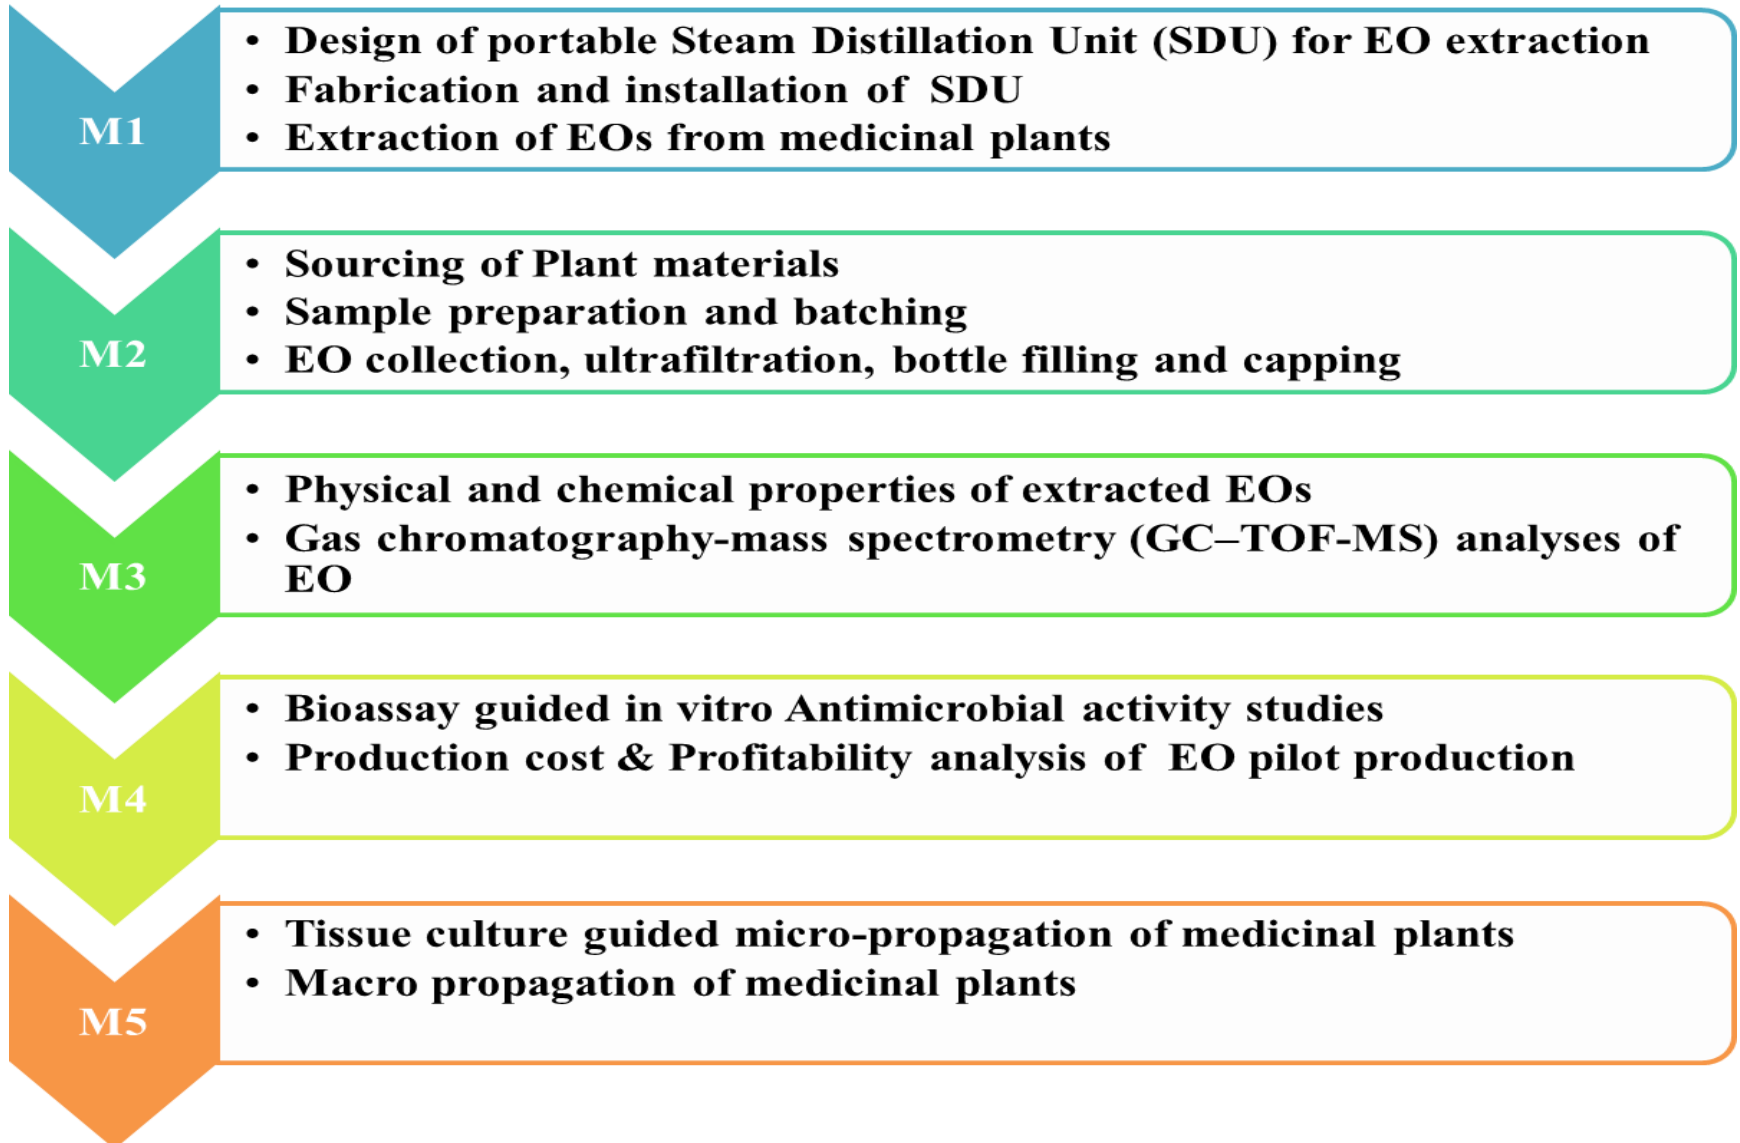 M1
• Design of portable Steam Distillation Unit (SDU) for EO extraction
• Fabrication and installation of SDU
• Extraction of EOs from medicinal plants
M2
• Sourcing of Plant materials
• Sample preparation and batching
• EO collection, ultrafiltration, bottle filling and capping
M3
• Physical and chemical properties of extracted EOs
• Gas chromatography-mass spectrometry (GC–TOF-MS) analyses of
EO
M4
• Bioassay guided in vitro Antimicrobial activity studies
• Production cost & Profitability analysis of EO pilot production
M5
• Tissue culture guided micro-propagation of medicinal plants
• Macro propagation of medicinal plants